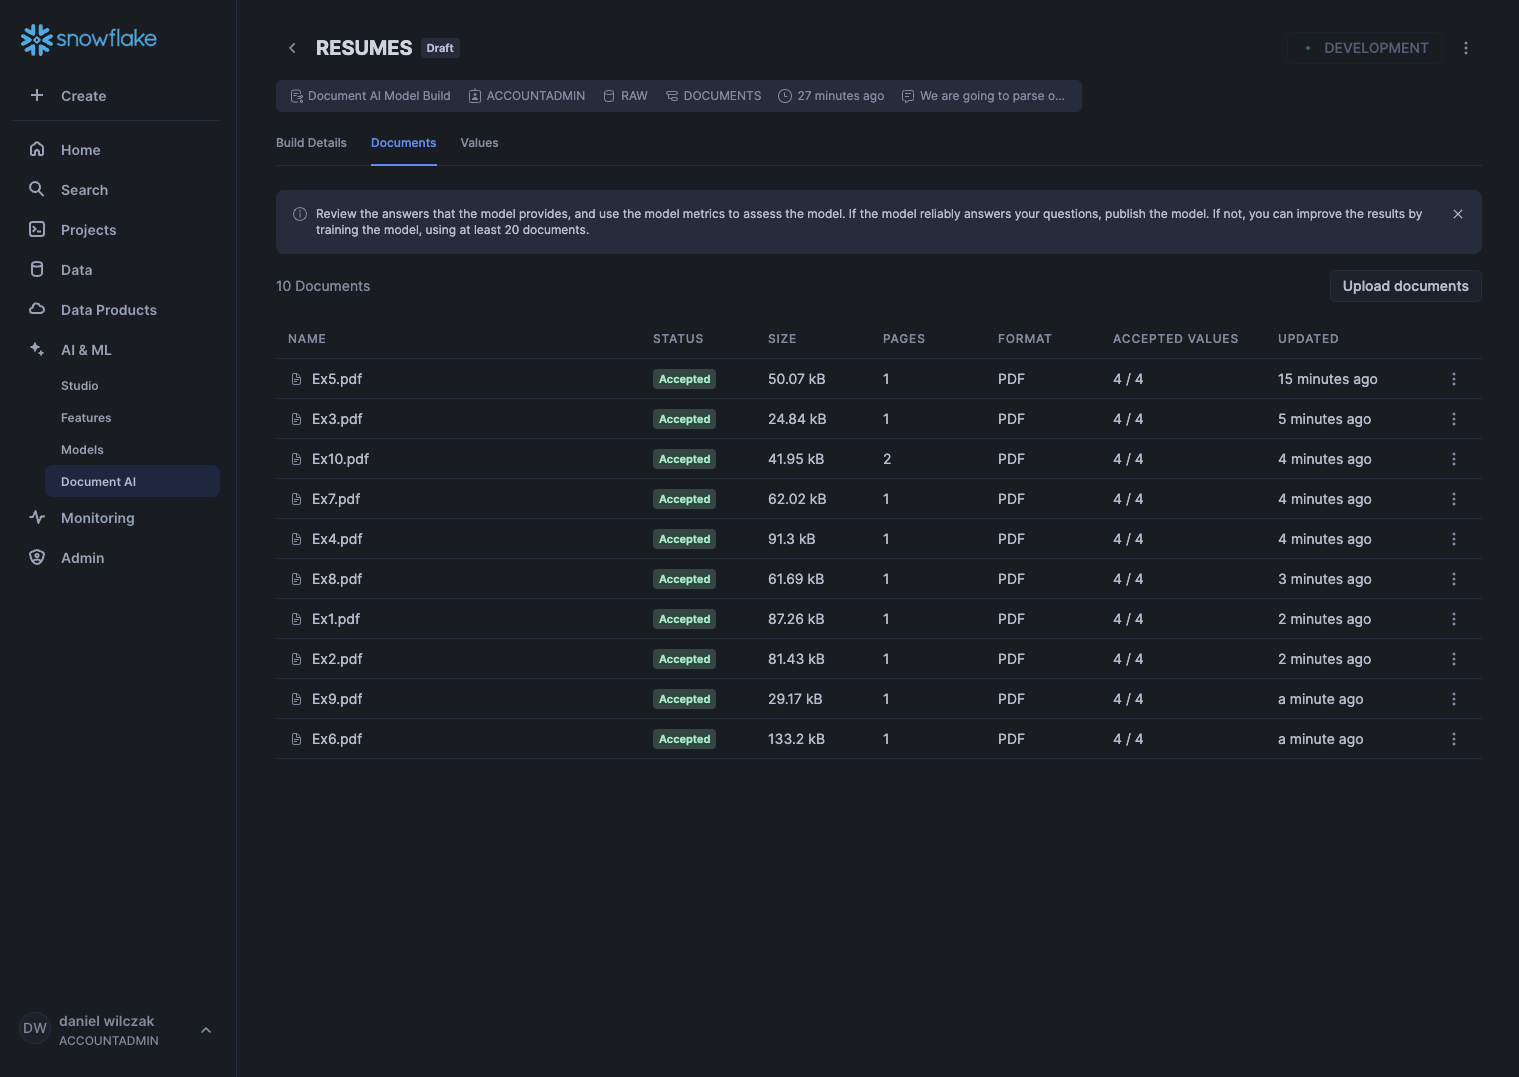 snowflake
Create
Home
Search
Projects
Data
Data Products
AI & ML
Studio
Features
Models
Document AI
Monitoring
Admin
DW
daniel wilczak
ACCOUNTADMIN
RESUMES Draft
DEVELOPMENT
Document AI Model Build ACCOUNTADMIN RAW DOCUMENTS 27 minutes ago We are going to parse o...
Build Details Documents Values
Review the answers that the model provides, and use the model metrics to assess the model. If the model reliably answers your questions, publish the model. If not, you can improve the results by
training the model, using at least 20 documents.
10 Documents
Upload documents
NAME STATUS SIZE PAGES FORMAT ACCEPTED VALUES UPDATED
Ex5.pdf Accepted 50.07 kB 1 PDF 4 / 4 15 minutes ago
Ex3.pdf Accepted 24.84 kB 1 PDF 4 / 4 5 minutes ago
Ex10.pdf Accepted 41.95 kB 2 PDF 4 / 4 4 minutes ago
Ex7.pdf Accepted 62.02 kB 1 PDF 4 / 4 4 minutes ago
Ex4.pdf Accepted 91.3 kB 1 PDF 4 / 4 4 minutes ago
Ex8.pdf Accepted 61.69 kB 1 PDF 4 / 4 3 minutes ago
Ex1.pdf Accepted 87.26 kB 1 PDF 4 / 4 2 minutes ago
Ex2.pdf Accepted 81.43 kB 1 PDF 4 / 4 2 minutes ago
Ex9.pdf Accepted 29.17 kB 1 PDF 4 / 4 a minute ago
Ex6.pdf Accepted 133.2 kB 1 PDF 4 / 4 a minute ago